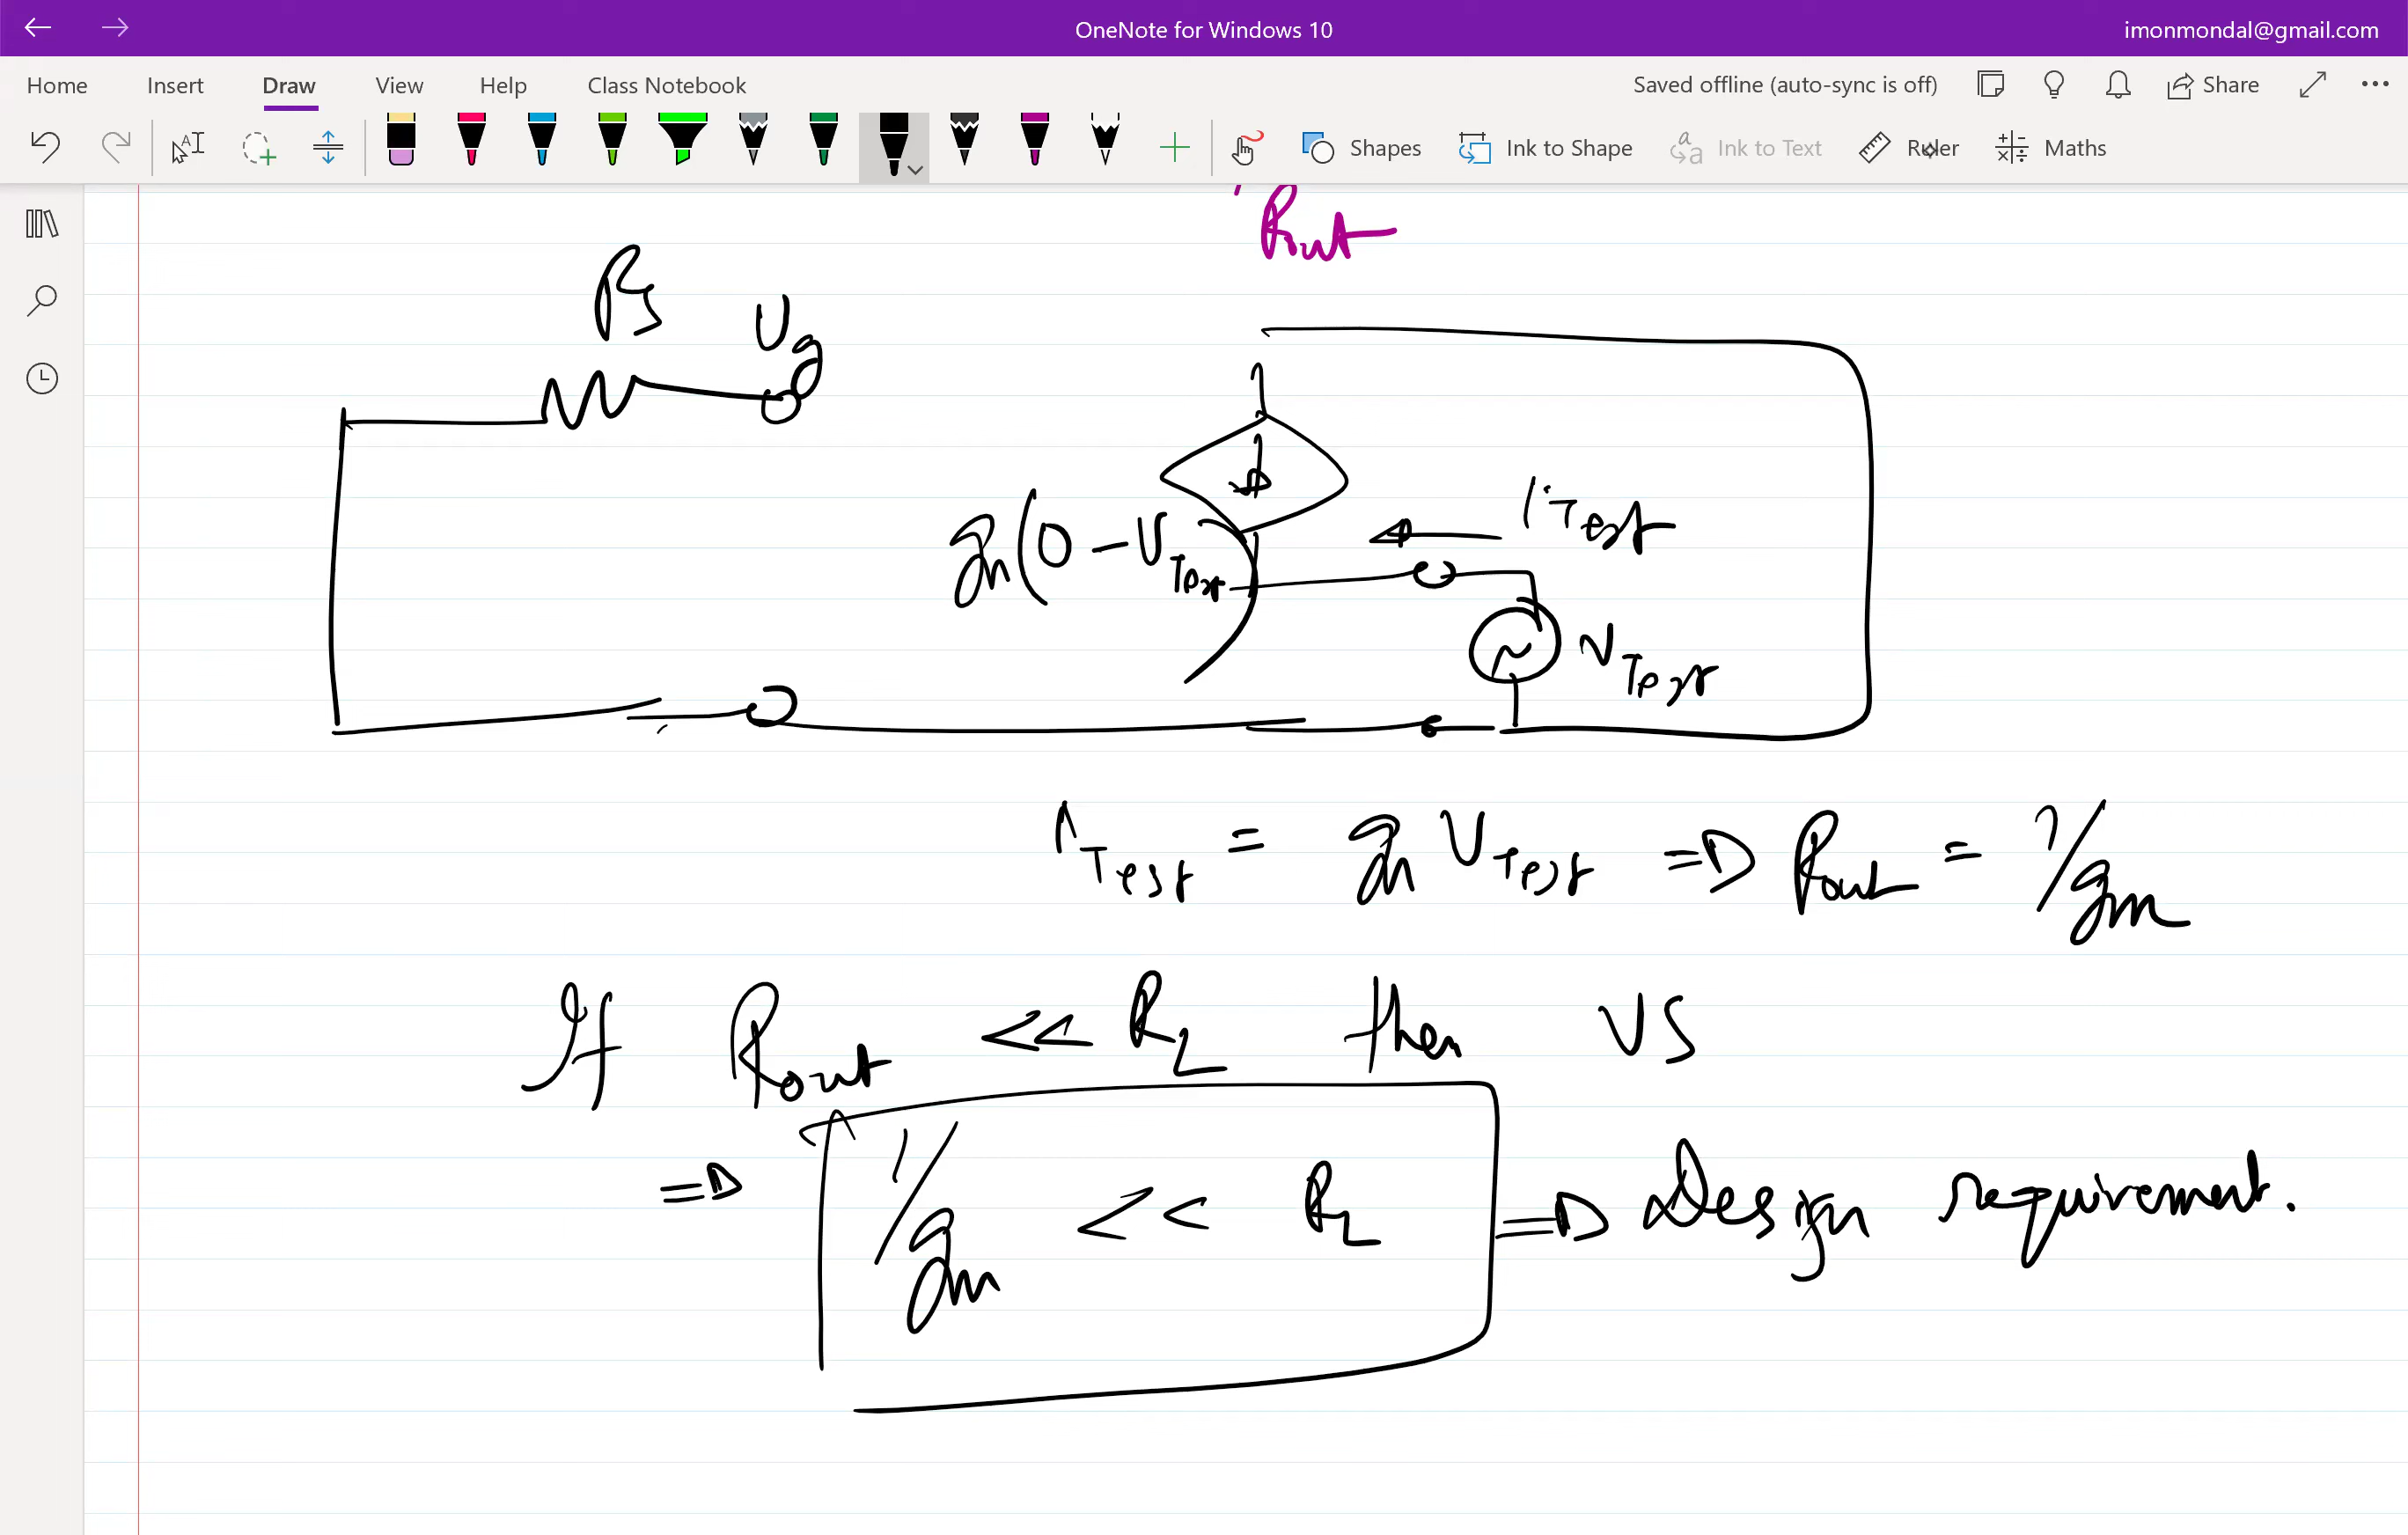 OneNote for Windows 10
imonmondal@gmail.com
Home Insert Draw View Help Class Notebook
Saved offline (auto-sync is off)
Share
Shapes Ink to Shape Ink to Text Ruler Maths
Rout
Rs
Vg
gm(0 - VTest)
iTest
VTest
iTest = gm VTest => Rout = 1/gm
If Rout << RL then VS
=> 1/gm << RL => Design requirement.